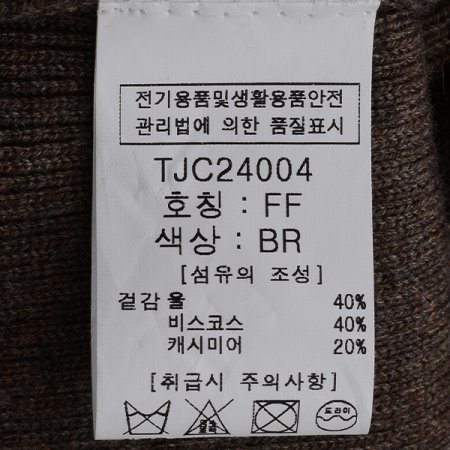 전기용품및생활용품안전
관리법에 의한 품질표시
TJC24004
호칭 : FF
색상 : BR
[섬유의 조성]
겉감 울 40%
비스코스 40%
캐시미어 20%
[취급시 주의사항]
드라이